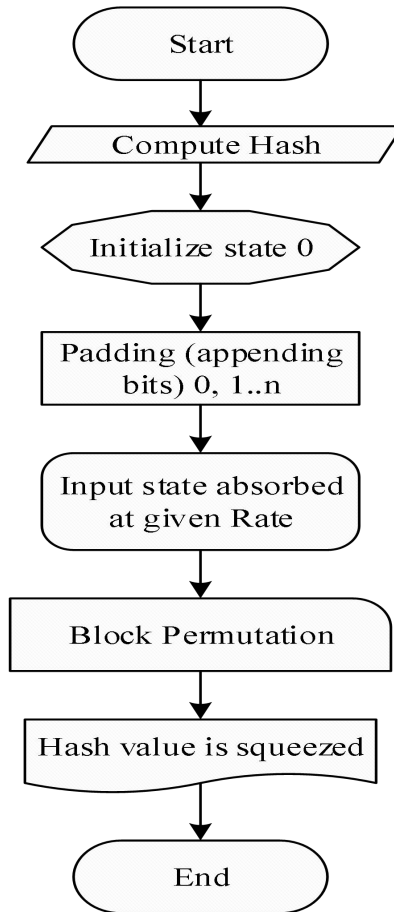 Start
Compute Hash
Initialize state 0
Padding (appending
bits) 0, 1..n
Input state absorbed
at given Rate
Block Permutation
Hash value is squeezed
End